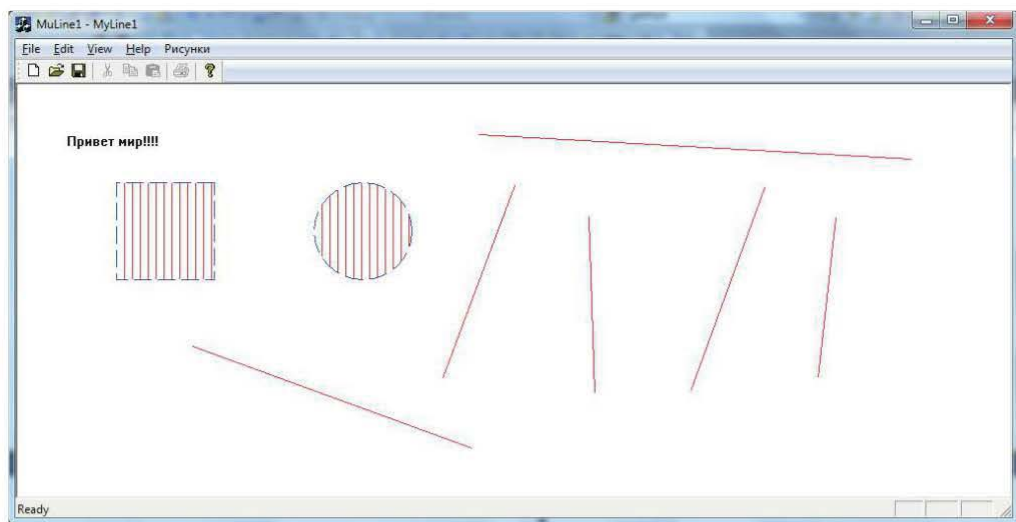 MuLine1 - MyLine1
File Edit View Help Рисунки
Привет мир!!!!
Ready